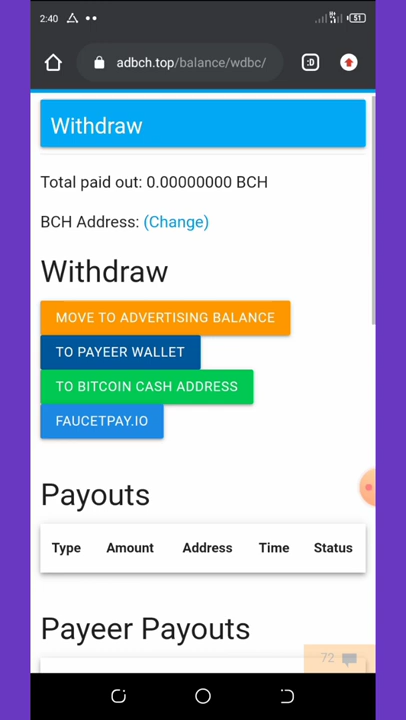 2:40
51
adbch.top/balance/wdbc/
:D
Withdraw
Total paid out: 0.00000000 BCH
BCH Address: (Change)
Withdraw
MOVE TO ADVERTISING BALANCE
TO PAYEER WALLET
TO BITCOIN CASH ADDRESS
FAUCETPAY.IO
Payouts
Type Amount Address Time Status
Payeer Payouts
72